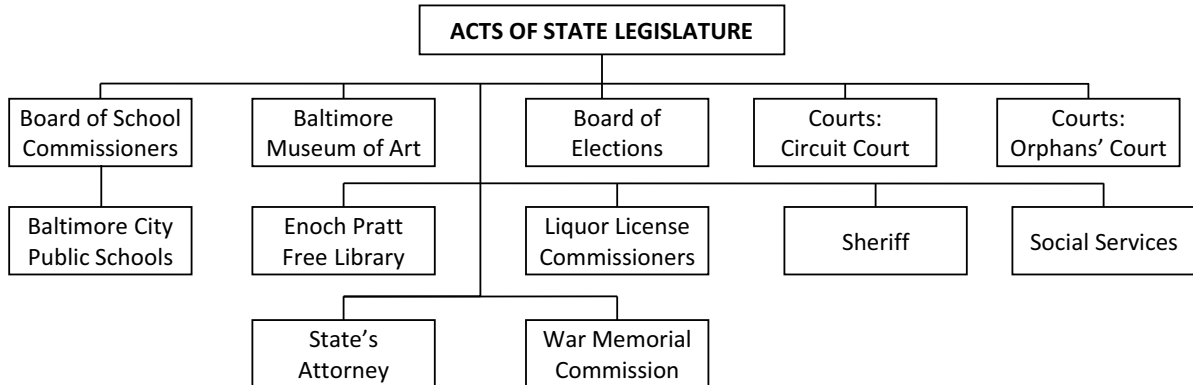 ACTS OF STATE LEGISLATURE
Board of School
Commissioners
Baltimore
Museum of Art
Board of
Elections
Courts:
Circuit Court
Courts:
Orphans’ Court
Baltimore City
Public Schools
Enoch Pratt
Free Library
Liquor License
Commissioners
Sheriff
Social Services
State’s
Attorney
War Memorial
Commission